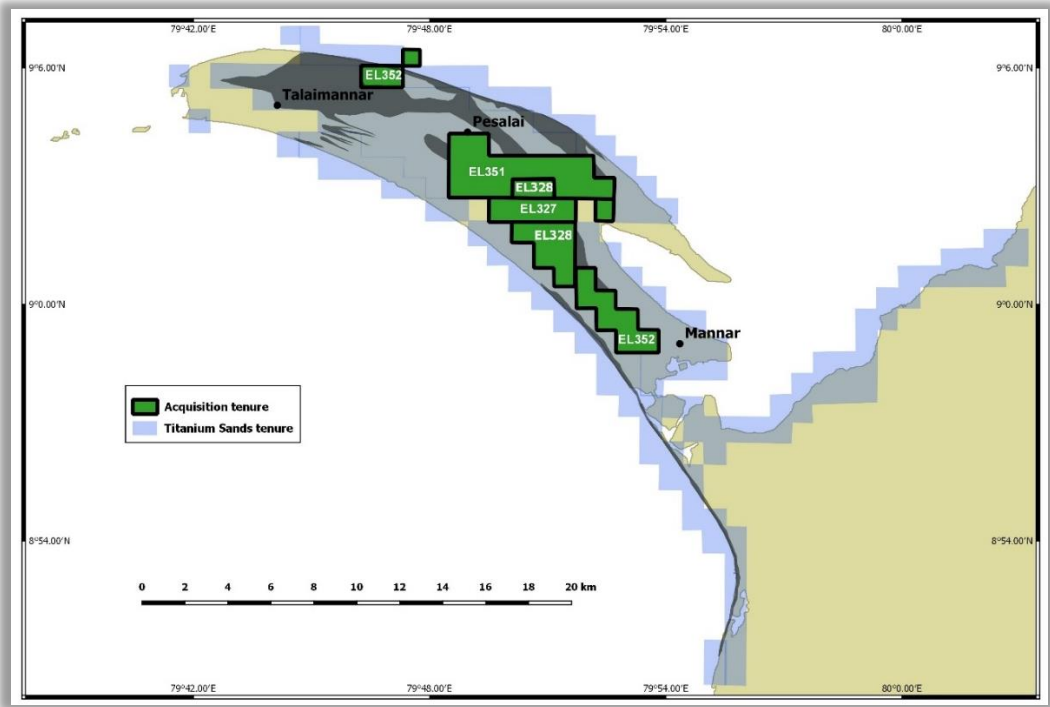 79°42.00'E 79°48.00'E 79°54.00'E 80°0.00'E
9°6.00'N 9°6.00'N
EL352
Talaimannar
Pesalai
EL351
EL328
EL327
EL328
9°0.00'N 9°0.00'N
Mannar
EL352
Acquisition tenure
Titanium Sands tenure
8°54.00'N 8°54.00'N
0 2 4 6 8 10 12 14 16 18 20 km
79°42.00'E 79°48.00'E 79°54.00'E 80°0.00'E